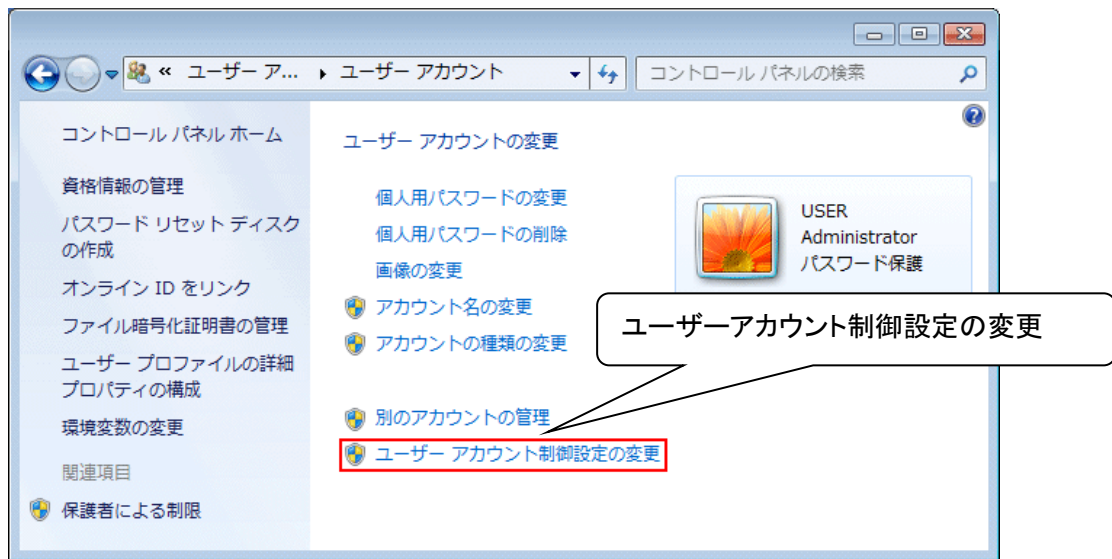 « ユーザー ア... ▸ ユーザー アカウント
コントロール パネルの検索
コントロール パネル ホーム
資格情報の管理
パスワード リセット ディスク
の作成
オンライン ID をリンク
ファイル暗号化証明書の管理
ユーザー プロファイルの詳細
プロパティの構成
環境変数の変更
関連項目
保護者による制限
ユーザー アカウントの変更
個人用パスワードの変更
個人用パスワードの削除
画像の変更
アカウント名の変更
アカウントの種類の変更
別のアカウントの管理
ユーザー アカウント制御設定の変更
USER
Administrator
パスワード保護
ユーザーアカウント制御設定の変更